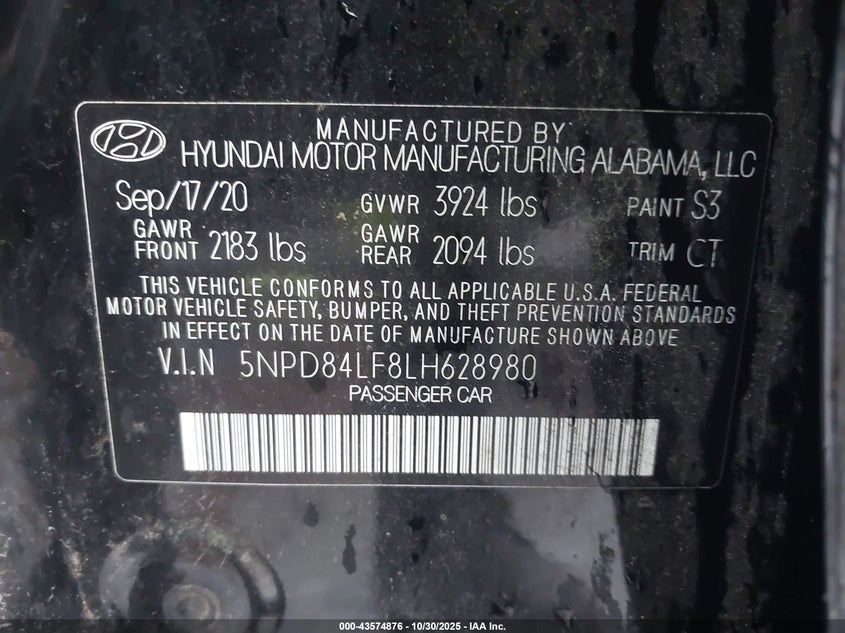 MANUFACTURED BY
HYUNDAI MOTOR MANUFACTURING ALABAMA, LLC
Sep/17/20 GVWR 3924 lbs PAINT S3
GAWR FRONT 2183 lbs GAWR REAR 2094 lbs TRIM CT
THIS VEHICLE CONFORMS TO ALL APPLICABLE U.S.A. FEDERAL
MOTOR VEHICLE SAFETY, BUMPER, AND THEFT PREVENTION STANDARDS
IN EFFECT ON THE DATE OF MANUFACTURE SHOWN ABOVE
V.I.N 5NPD84LF8LH628980
PASSENGER CAR
000-43574876 - 10/30/2025 - IAA Inc.